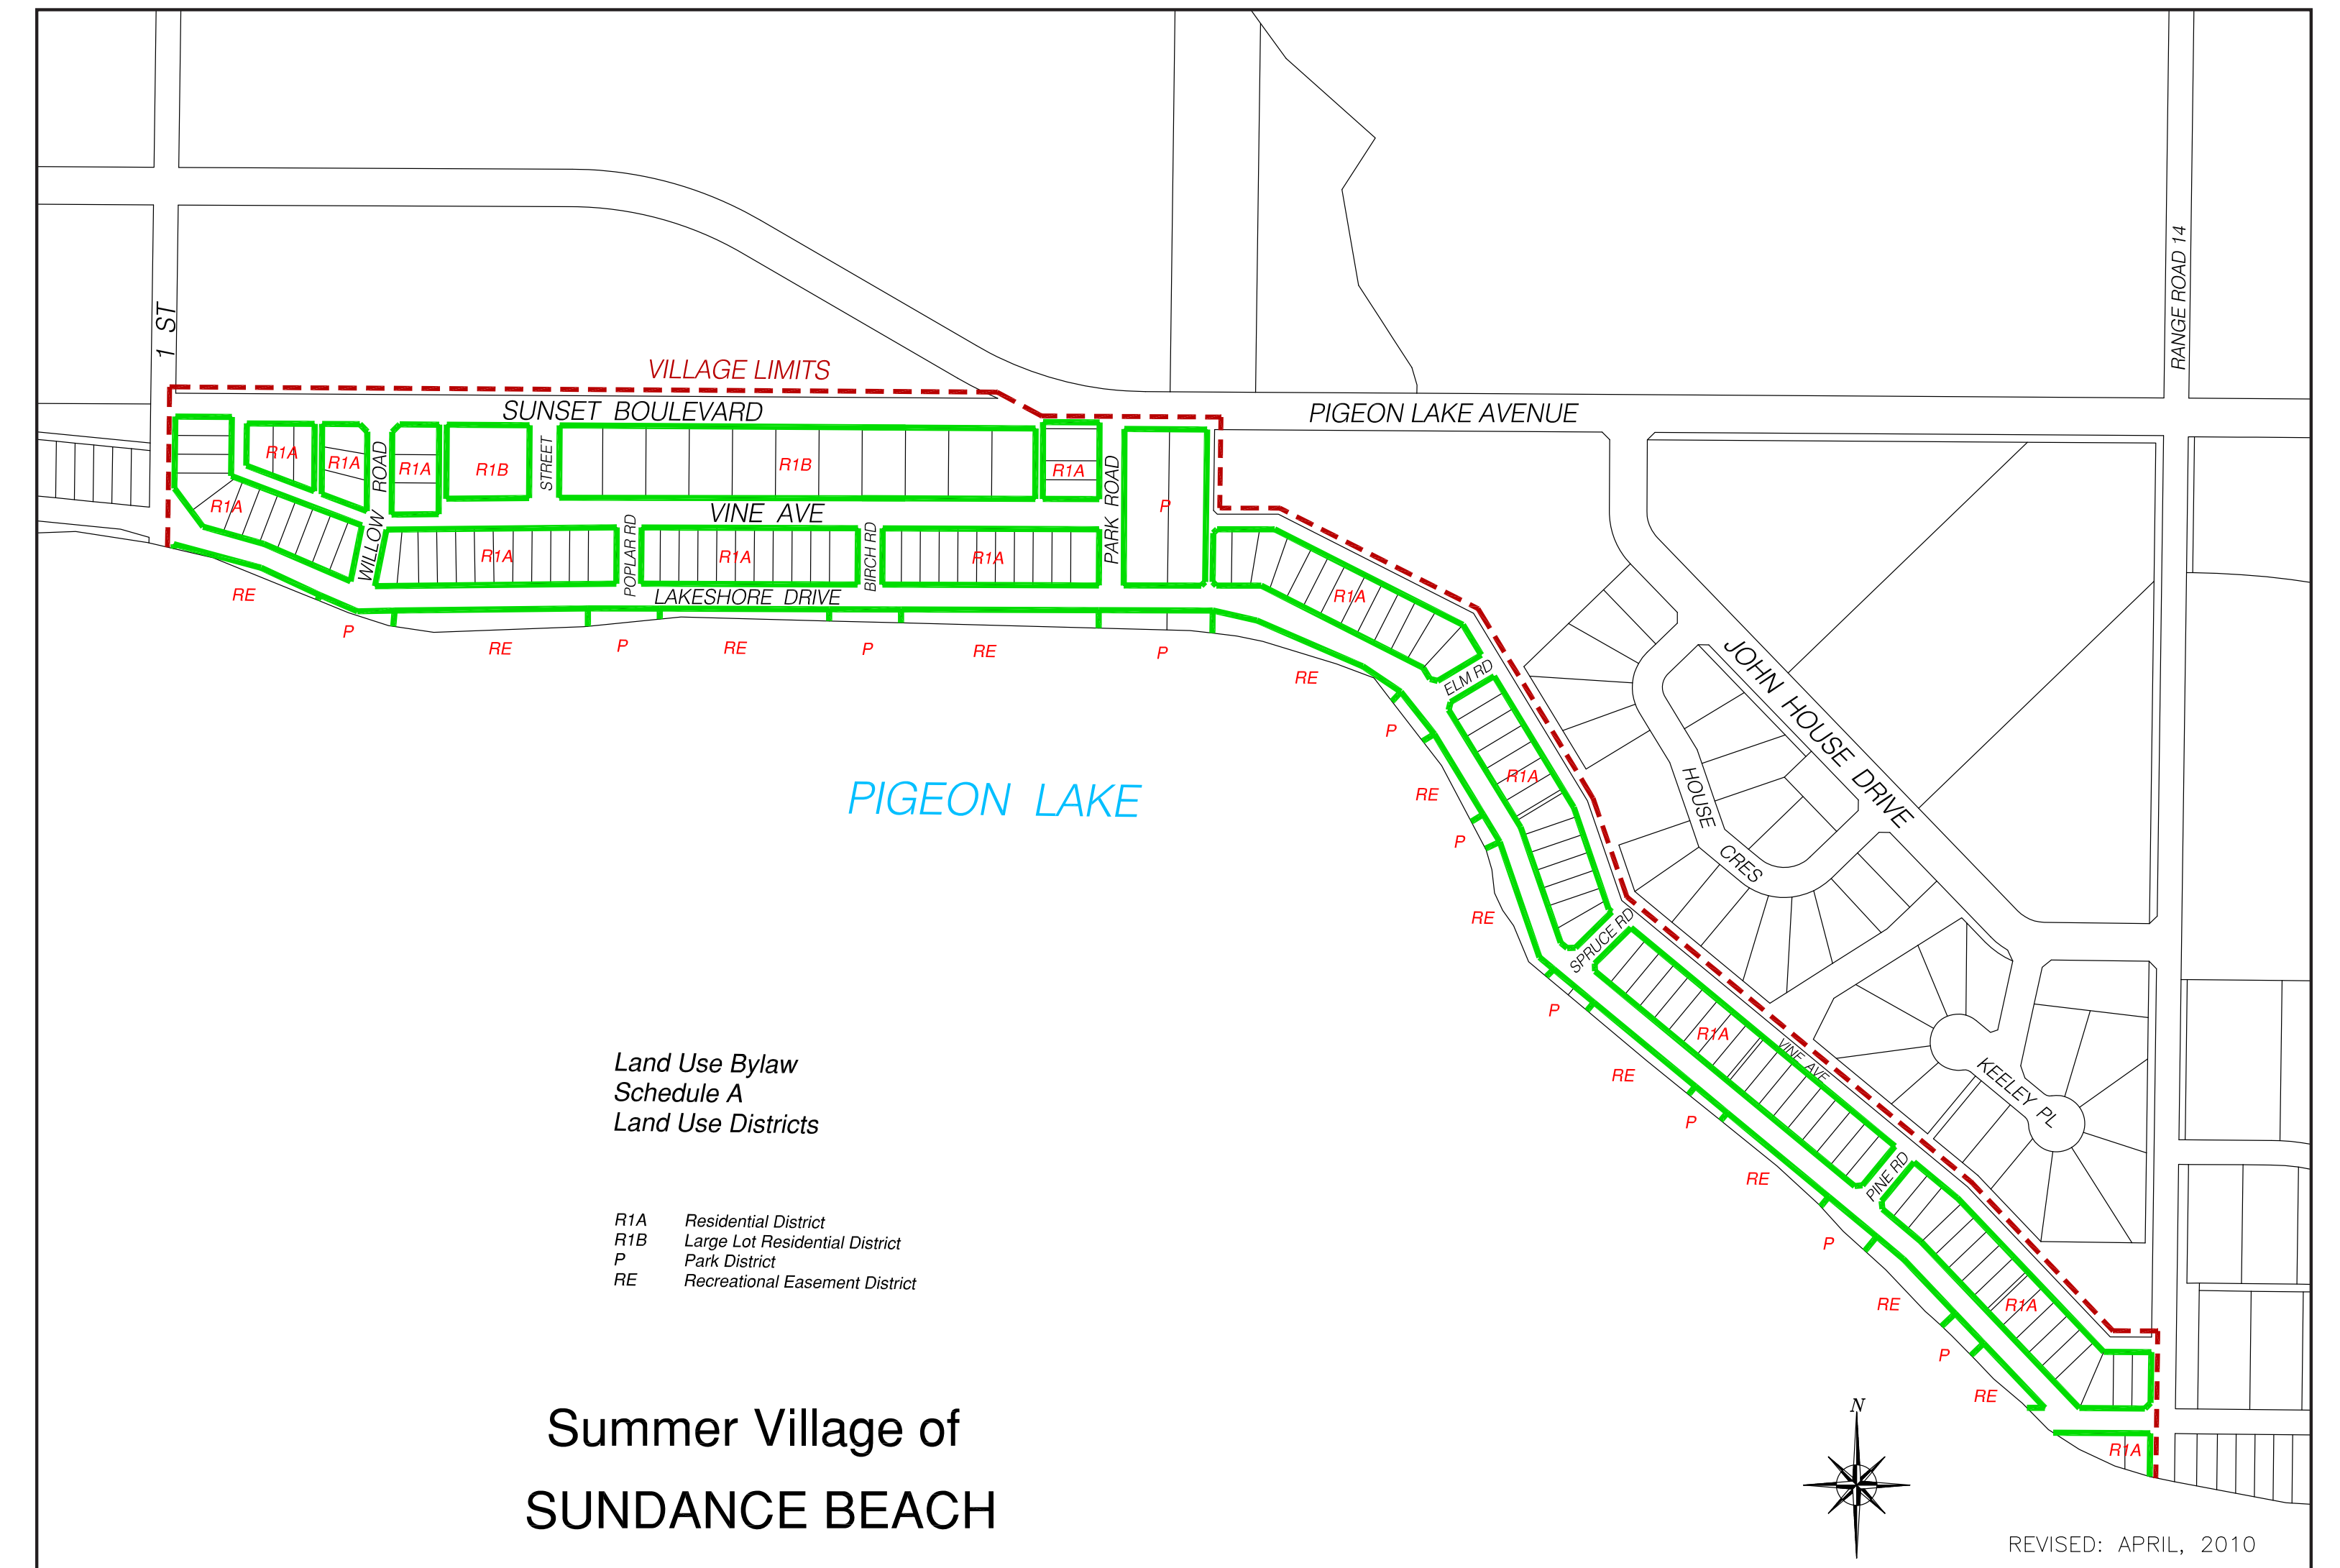 RANGE ROAD 14
1 ST
VILLAGE LIMITS
SUNSET BOULEVARD
PIGEON LAKE AVENUE
R1A
R1A
ROAD
R1A
R1B
STREET
R1B
R1A
PARK ROAD
P
R1A
VINE AVE
WILLOW
R1A
POPLAR RD
R1A
BIRCH RD
R1A
LAKESHORE DRIVE
R1A
RE
P
RE
P
RE
P
RE
P
RE
ELM RD
JOHN HOUSE DRIVE
P
R1A
HOUSE
CRES
RE
P
PIGEON LAKE
RE
SPRUCE RD
P
R1A
VINE AVE
RE
KEELEY PL
P
RE
PINE RD
P
RE
R1A
P
RE
R1A
Land Use Bylaw
Schedule A
Land Use Districts
R1A Residential District
R1B Large Lot Residential District
P Park District
RE Recreational Easement District
Summer Village of
SUNDANCE BEACH
N
REVISED: APRIL, 2010